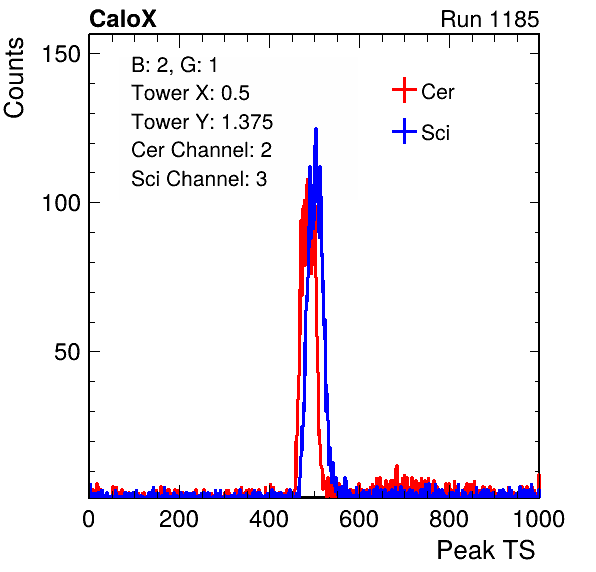 CaloX
Run 1185
B: 2, G: 1
Tower X: 0.5
Tower Y: 1.375
Cer Channel: 2
Sci Channel: 3
Cer
Sci
Counts
150
100
50
0
200
400
600
800
1000
Peak TS